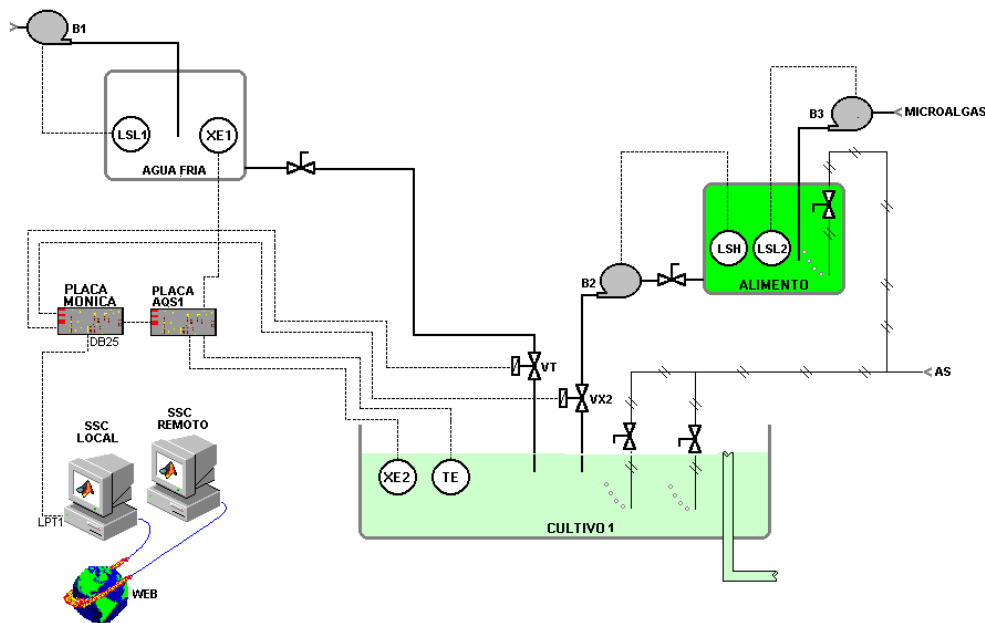 B1
LSL1
XE1
AGUA FRIA
B3
MICROALGAS
LSH
LSL2
B2
ALIMENTO
PLACA
MONICA
PLACA
AQS1
DB25
VT
AS
VX2
SSC
LOCAL
SSC
REMOTO
XE2
TE
LPT1
CULTIVO 1
WEB